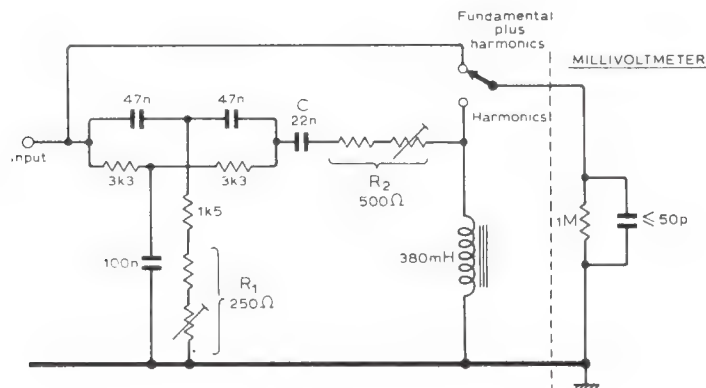 Fundamental
plus
harmonics
MILLIVOLTMETER
47n
47n
C
22n
Harmonics
input
3k3
3k3
R2
500Ω
1k5
1M
≤ 50p
100n
R1
250Ω
380mH